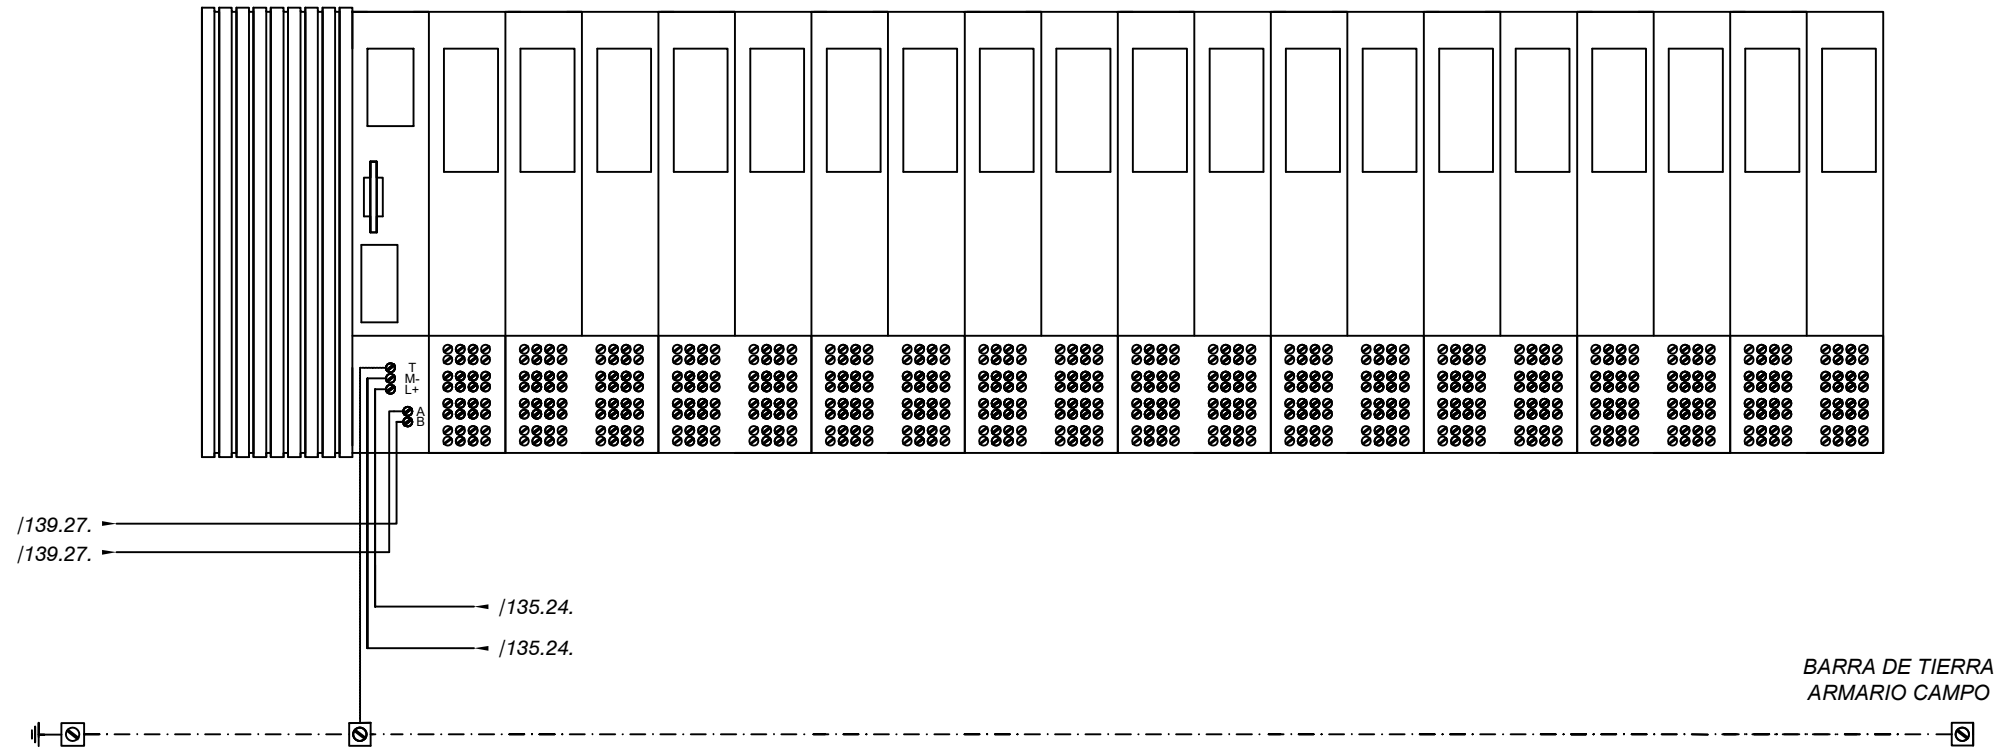 T
M-
L+
A
B
/139.27.
/139.27.
/135.24.
/135.24.
BARRA DE TIERRA
ARMARIO CAMPO